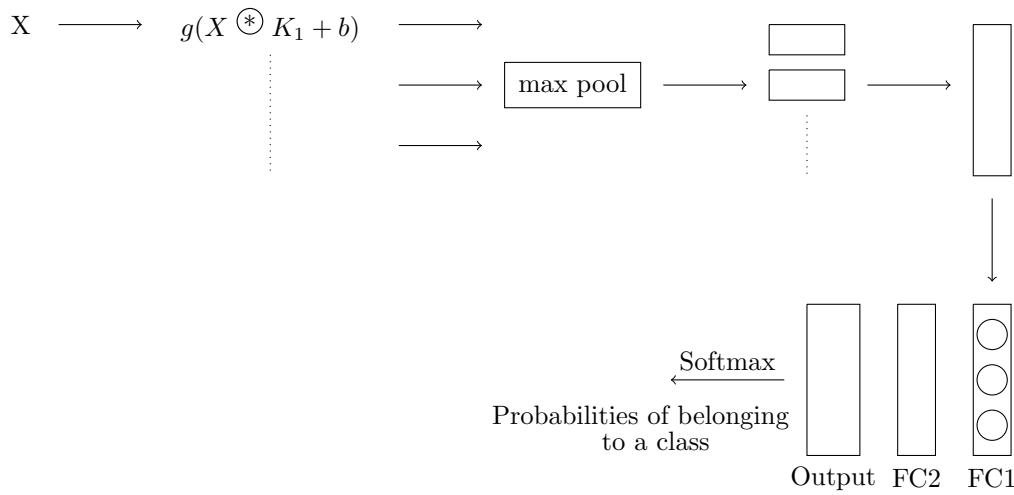 X
g(X ⊛ K₁ + b)
max pool
Softmax
Probabilities of belonging
to a class
Output
FC2
FC1